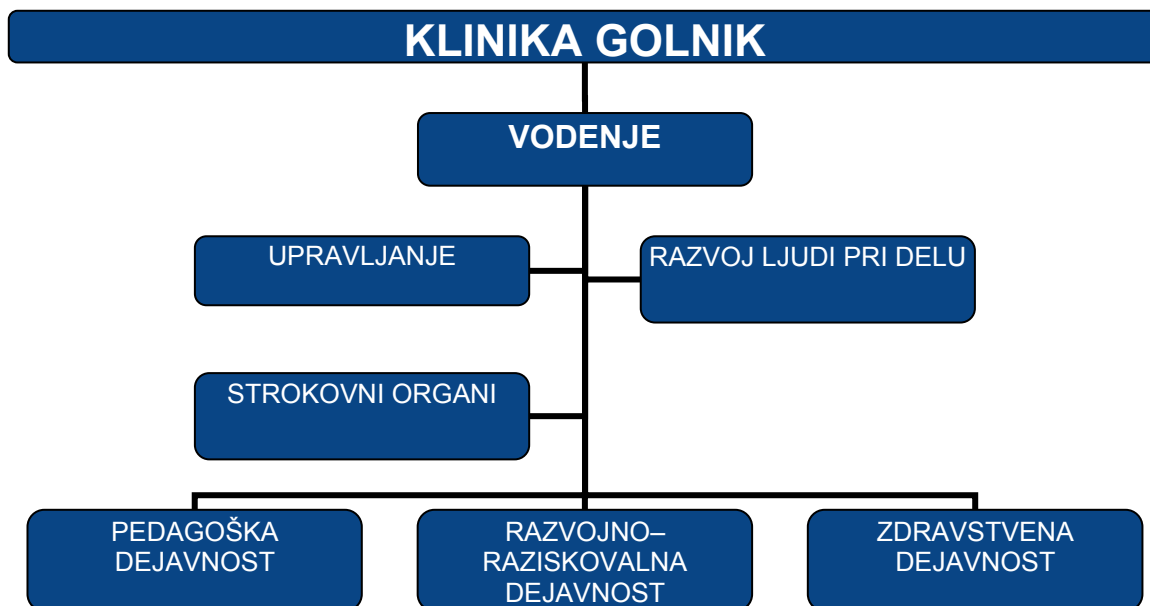 KLINIKA GOLNIK
VODENJE
UPRAVLJANJE
RAZVOJ LJUDI PRI DELU
STROKOVNI ORGANI
PEDAGOŠKA
DEJAVNOST
RAZVOJNO–
RAZISKOVALNA
DEJAVNOST
ZDRAVSTVENA
DEJAVNOST